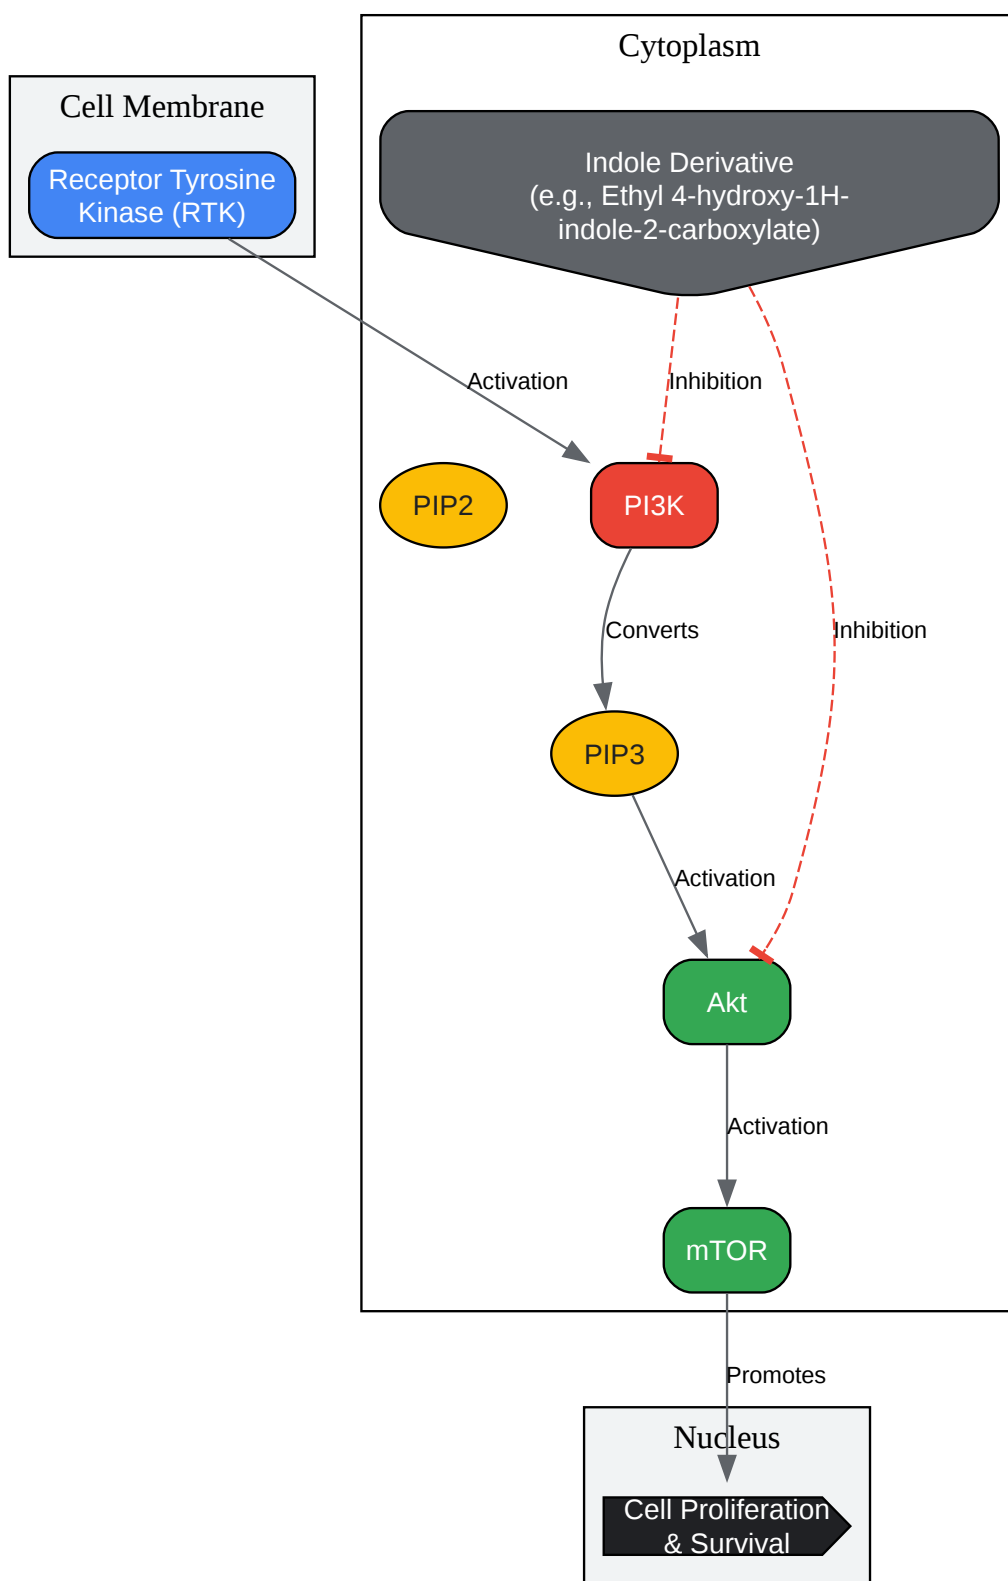 Cytoplasm
Cell Membrane
Receptor Tyrosine
Kinase (RTK)
Indole Derivative
(e.g., Ethyl 4-hydroxy-1H-
indole-2-carboxylate)
Activation
Inhibition
PIP2
PI3K
Converts
Inhibition
PIP3
Activation
Akt
Activation
mTOR
Promotes
Nucleus
Cell Proliferation
& Survival